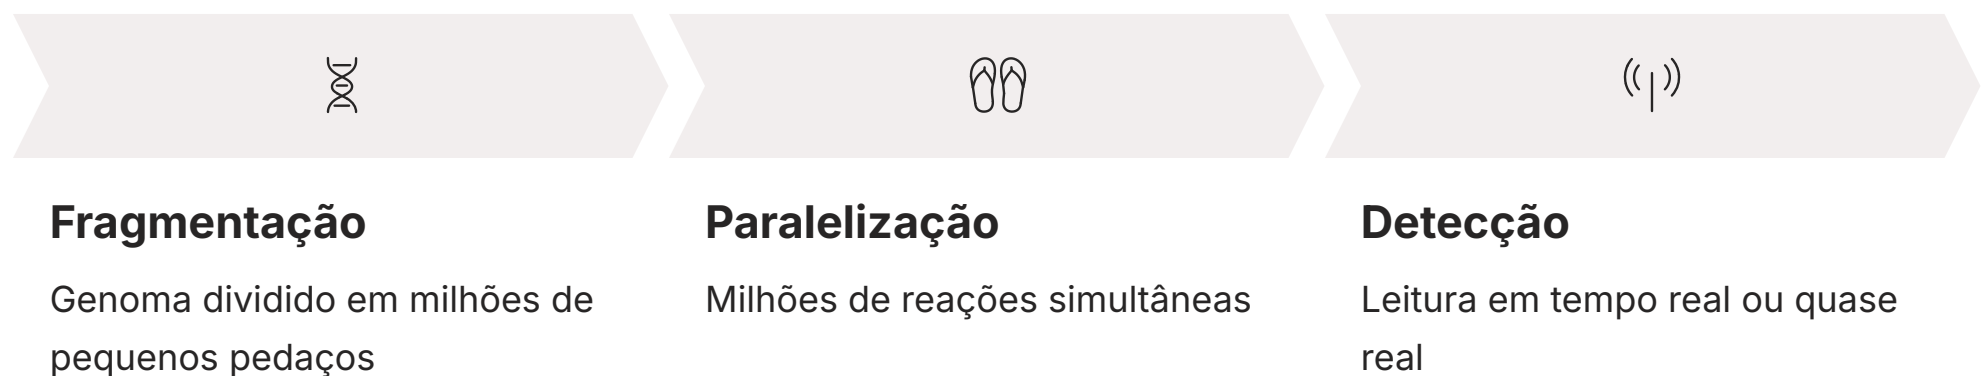 Fragmentação
Genoma dividido em milhões de
pequenos pedaços
Paralelização
Milhões de reações simultâneas
Detecção
Leitura em tempo real ou quase
real